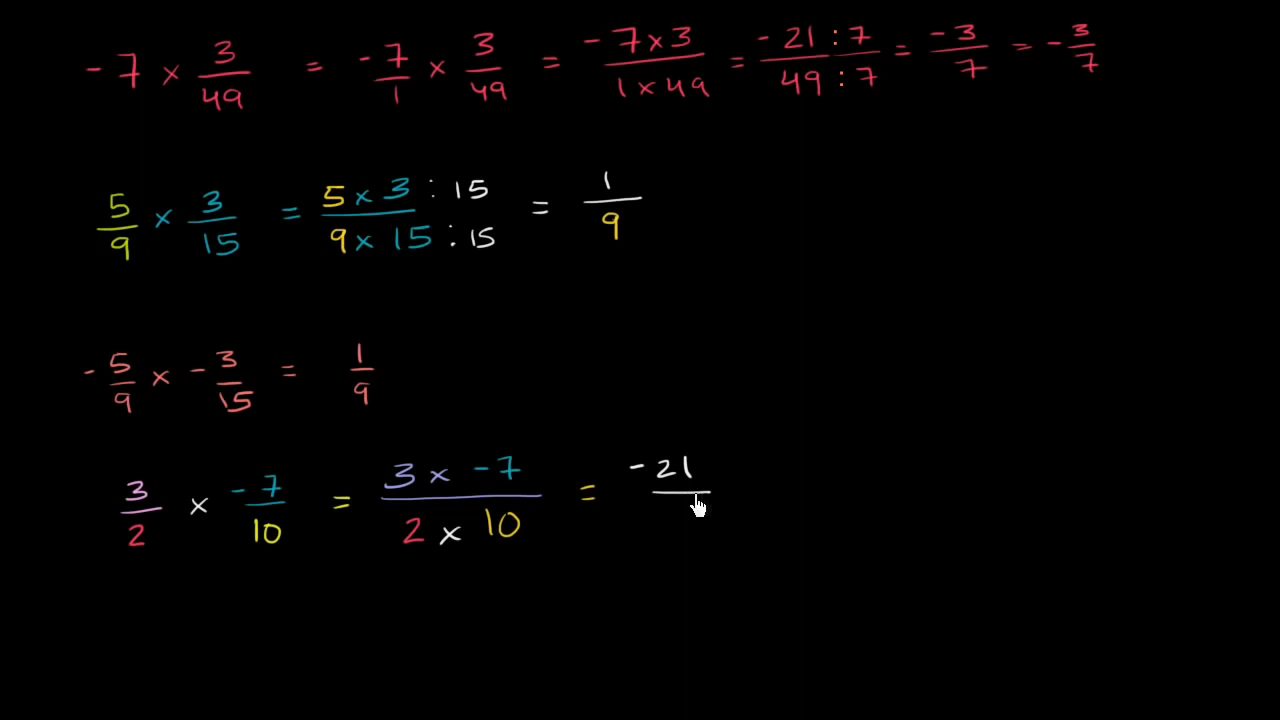 -7 × 3/49 = -7/1 × 3/49 = -7×3/1×49 = -21:7/49:7 = -3/7 = -3/7
5/9 × 3/15 = 5×3:15/9×15:15 = 1/9
-5/9 × -3/15 = 1/9
3/2 × -7/10 = 3×-7/2×10 = -21/